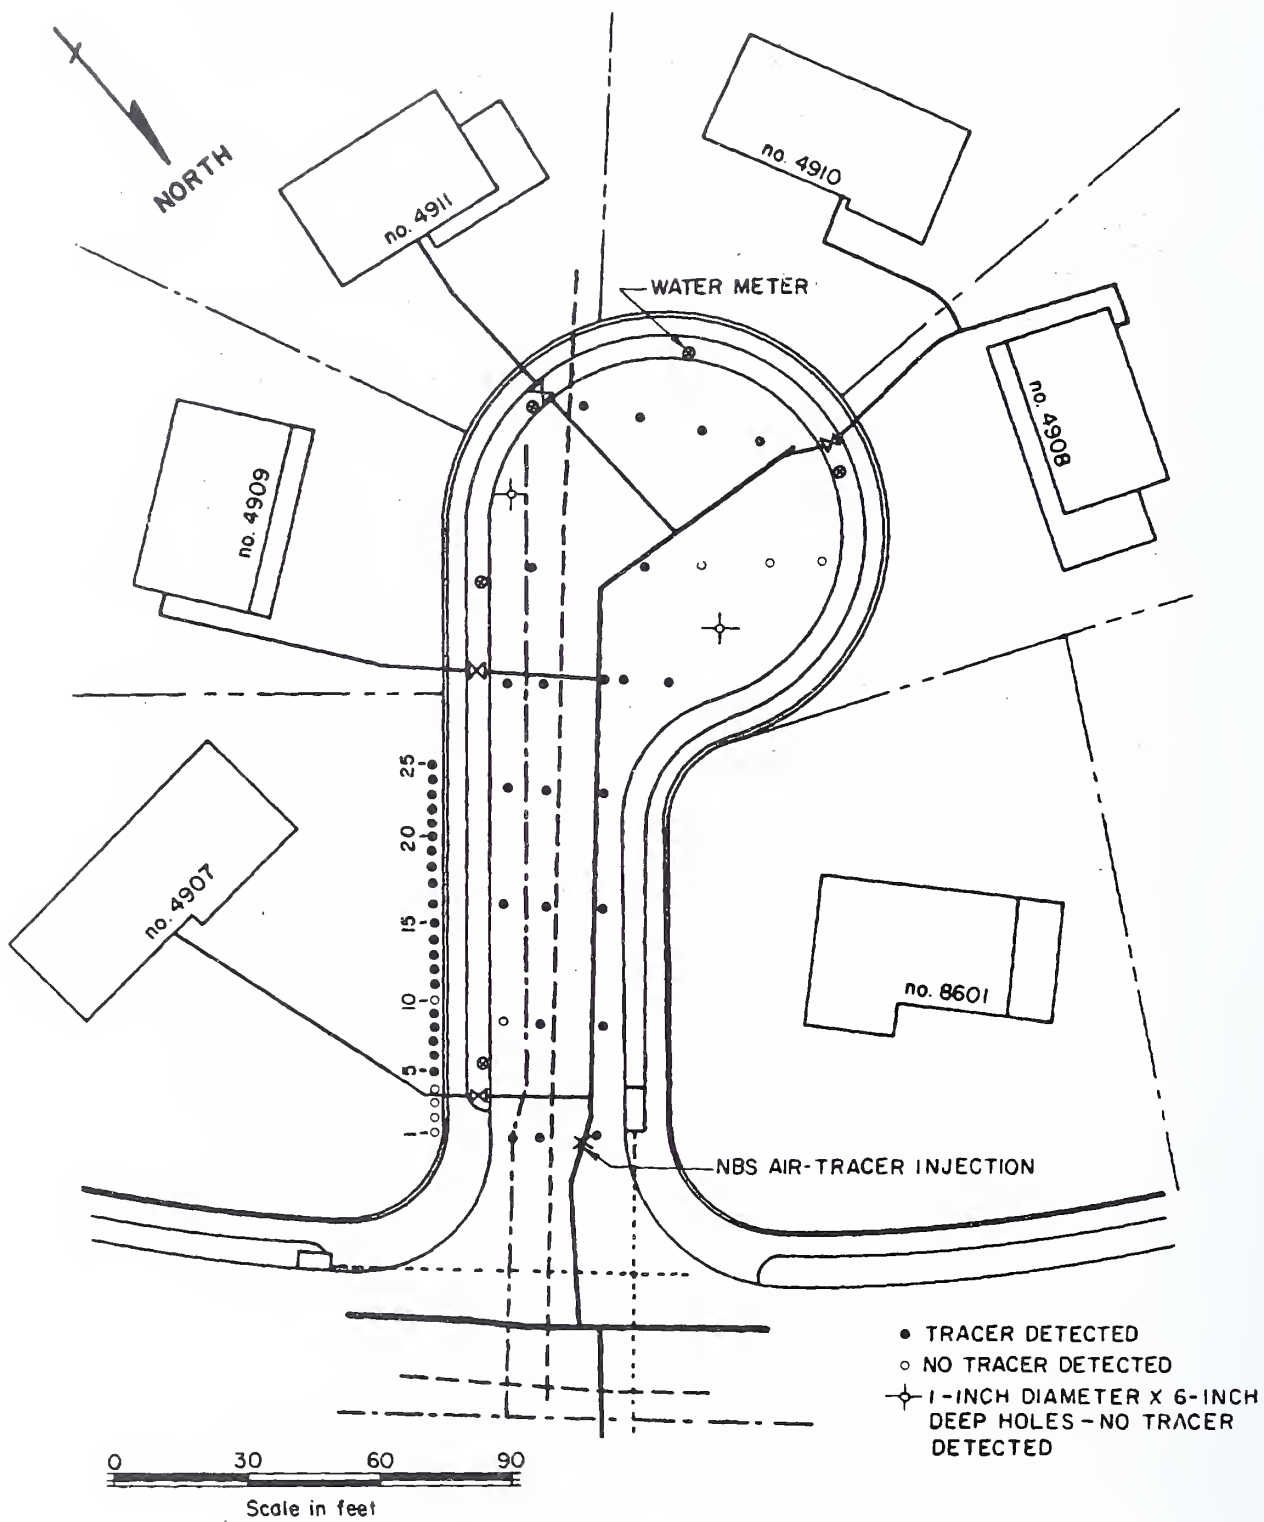 NORTH
no. 4911
no. 4910
WATER METER
no. 4908
no. 4909
25
20
15
10
5
1
no. 4907
no. 8601
NBS AIR-TRACER INJECTION
TRACER DETECTED
NO TRACER DETECTED
1-INCH DIAMETER X 6-INCH
DEEP HOLES - NO TRACER
DETECTED
0 30 60 90
Scale in feet